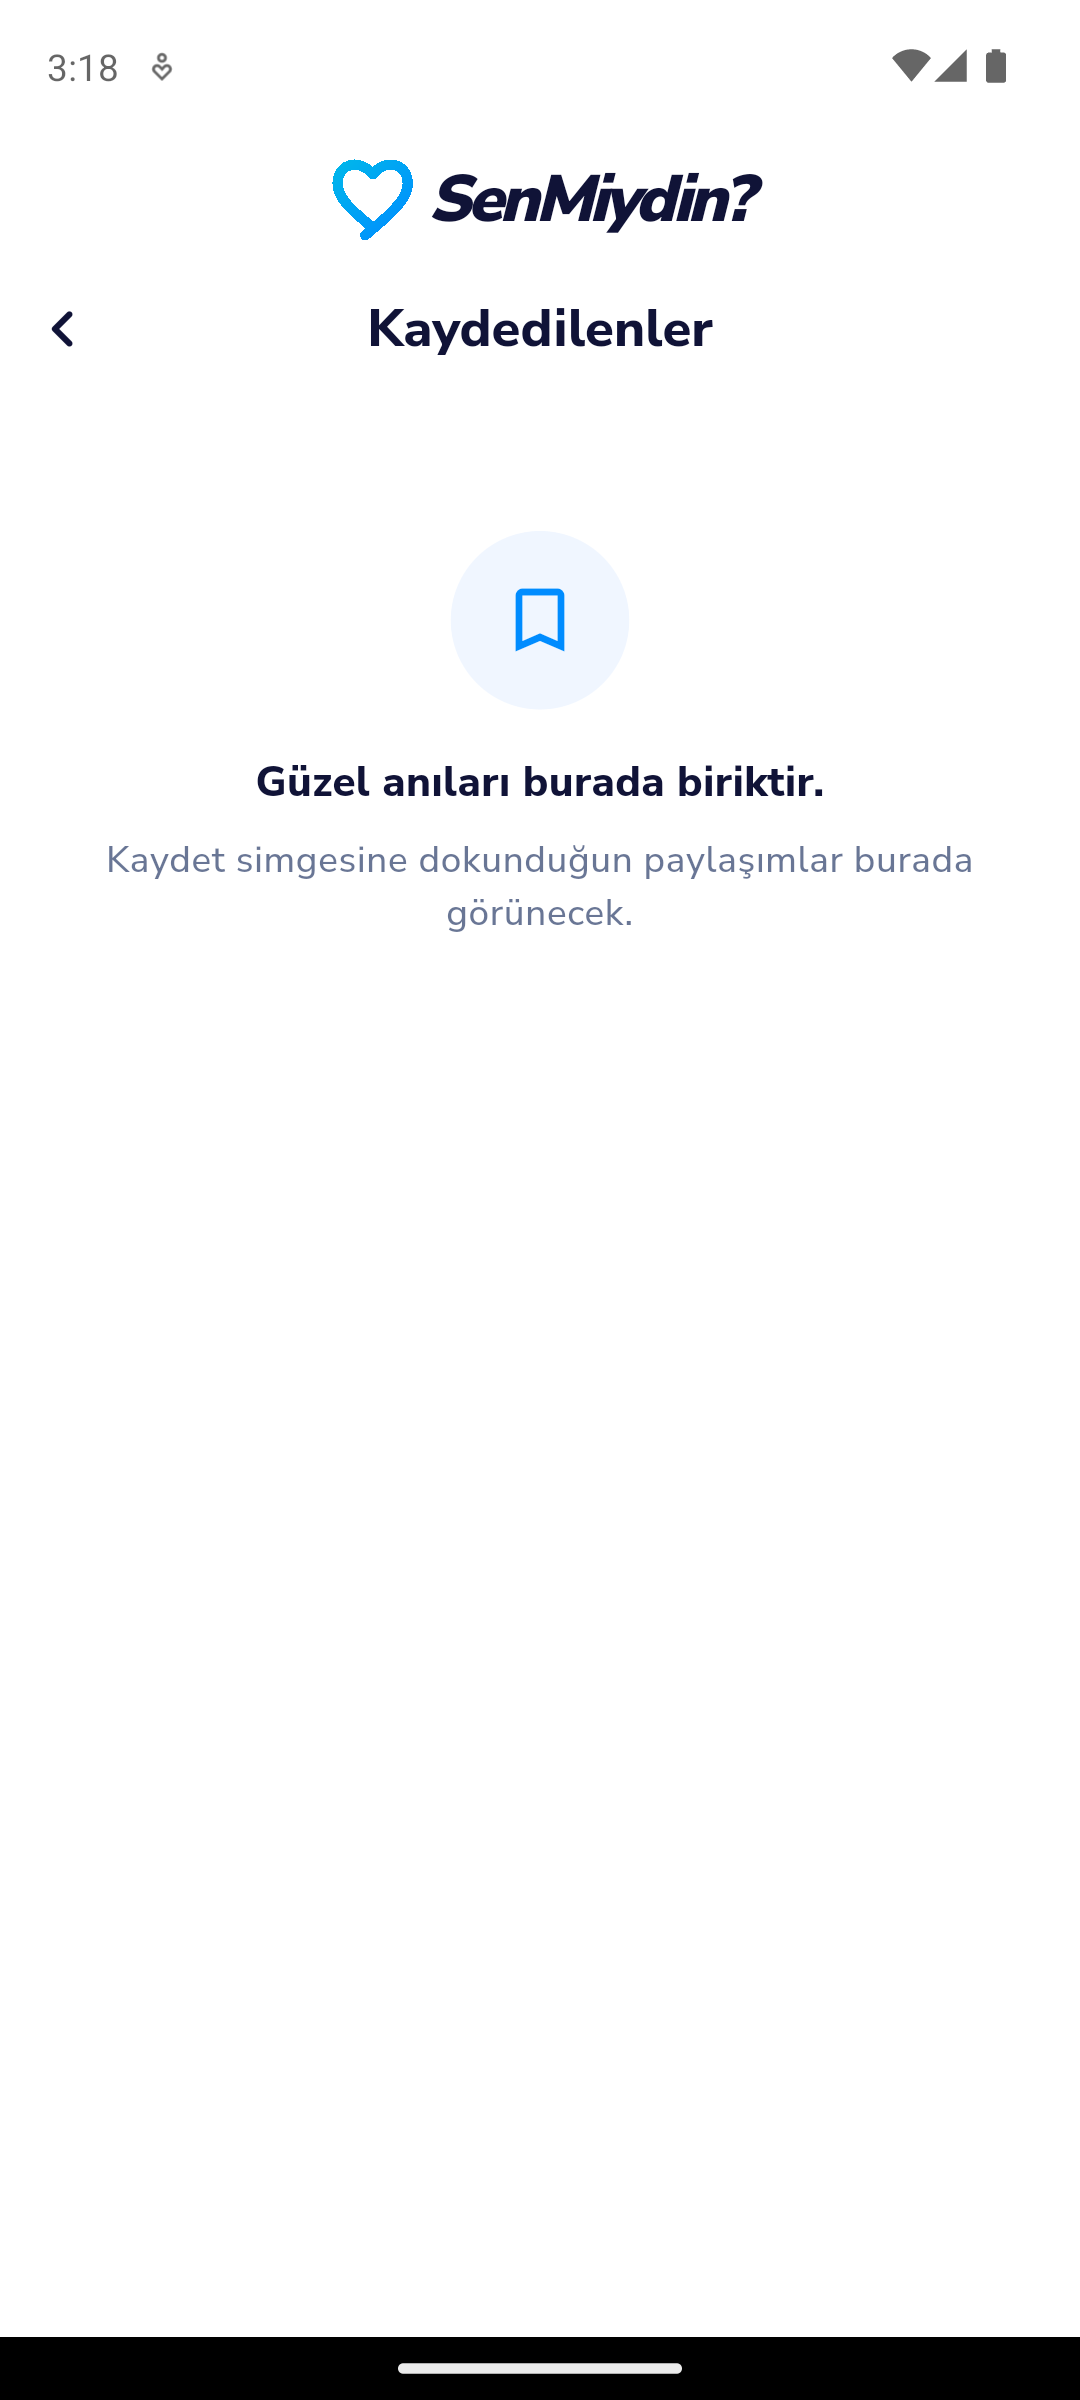 3:18
SenMiydin?
Kaydedilenler
Güzel anıları burada biriktir.
Kaydet simgesine dokunduğun paylaşımlar burada
görünecek.